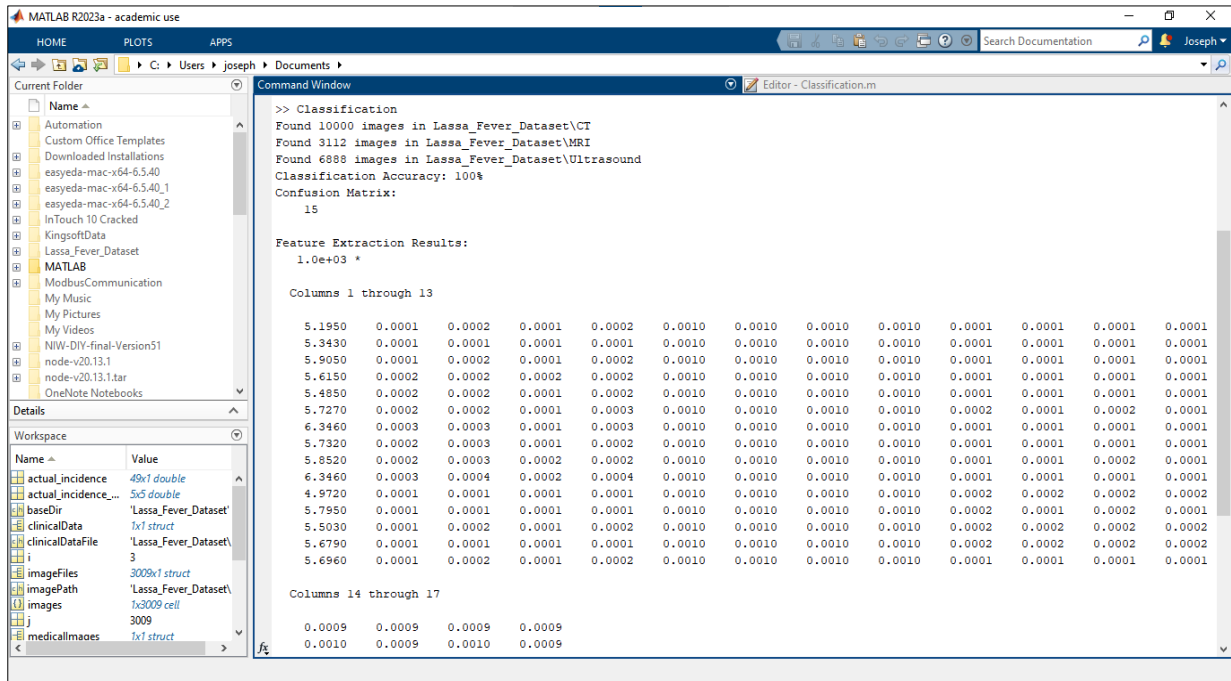 MATLAB R2023a - academic use
HOME PLOTS APPS Search Documentation Joseph
C: Users joseph Documents
Current Folder
Name
Automation
Custom Office Templates
Downloaded Installations
easyeda-mac-x64-6.5.40
easyeda-mac-x64-6.5.40_1
easyeda-mac-x64-6.5.40_2
InTouch 10 Cracked
KingsoftData
Lassa_Fever_Dataset
MATLAB
ModbusCommunication
My Music
My Pictures
My Videos
NIW-DIY-final-Version51
node-v20.13.1
node-v20.13.1.tar
OneNote Notebooks
Details
Workspace
Name Value
actual_incidence 49x1 double
actual_incidence_... 5x5 double
baseDir 'Lassa_Fever_Dataset'
clinicalData 1x1 struct
clinicalDataFile 'Lassa_Fever_Dataset\
i 3
imageFiles 3009x1 struct
imagePath 'Lassa_Fever_Dataset\
images 1x3009 cell
j 3009
medicalImages 1x1 struct
Command Window Editor - Classification.m
>> Classification
Found 10000 images in Lassa_Fever_Dataset\CT
Found 3112 images in Lassa_Fever_Dataset\MRI
Found 6888 images in Lassa_Fever_Dataset\Ultrasound
Classification Accuracy: 100%
Confusion Matrix:
15
Feature Extraction Results:
1.0e+03 *
Columns 1 through 13
5.1950 0.0001 0.0002 0.0001 0.0002 0.0010 0.0010 0.0010 0.0010 0.0001 0.0001 0.0001 0.0001
5.3430 0.0001 0.0001 0.0001 0.0001 0.0010 0.0010 0.0010 0.0010 0.0001 0.0001 0.0001 0.0001
5.9050 0.0001 0.0002 0.0001 0.0002 0.0010 0.0010 0.0010 0.0010 0.0001 0.0001 0.0001 0.0001
5.6150 0.0002 0.0002 0.0002 0.0002 0.0010 0.0010 0.0010 0.0010 0.0001 0.0001 0.0001 0.0001
5.4850 0.0002 0.0002 0.0001 0.0002 0.0010 0.0010 0.0010 0.0010 0.0001 0.0001 0.0001 0.0001
5.7270 0.0002 0.0002 0.0001 0.0003 0.0010 0.0010 0.0010 0.0010 0.0002 0.0001 0.0002 0.0001
6.3460 0.0003 0.0003 0.0001 0.0003 0.0010 0.0010 0.0010 0.0010 0.0001 0.0001 0.0001 0.0001
5.7320 0.0002 0.0003 0.0001 0.0002 0.0010 0.0010 0.0010 0.0010 0.0001 0.0001 0.0001 0.0001
5.8520 0.0002 0.0003 0.0002 0.0002 0.0010 0.0010 0.0010 0.0010 0.0001 0.0001 0.0002 0.0001
6.3460 0.0003 0.0004 0.0002 0.0004 0.0010 0.0010 0.0010 0.0010 0.0001 0.0001 0.0001 0.0001
4.9720 0.0001 0.0001 0.0001 0.0001 0.0010 0.0010 0.0010 0.0010 0.0002 0.0002 0.0002 0.0002
5.7950 0.0001 0.0001 0.0001 0.0001 0.0010 0.0010 0.0010 0.0010 0.0002 0.0001 0.0002 0.0001
5.5030 0.0001 0.0002 0.0001 0.0002 0.0010 0.0010 0.0010 0.0010 0.0002 0.0001 0.0002 0.0002
5.6790 0.0001 0.0001 0.0001 0.0001 0.0010 0.0010 0.0010 0.0010 0.0002 0.0002 0.0002 0.0002
5.6960 0.0001 0.0002 0.0001 0.0002 0.0010 0.0010 0.0010 0.0010 0.0001 0.0001 0.0001 0.0001
Columns 14 through 17
0.0009 0.0009 0.0009 0.0009
0.0010 0.0009 0.0010 0.0009
fx